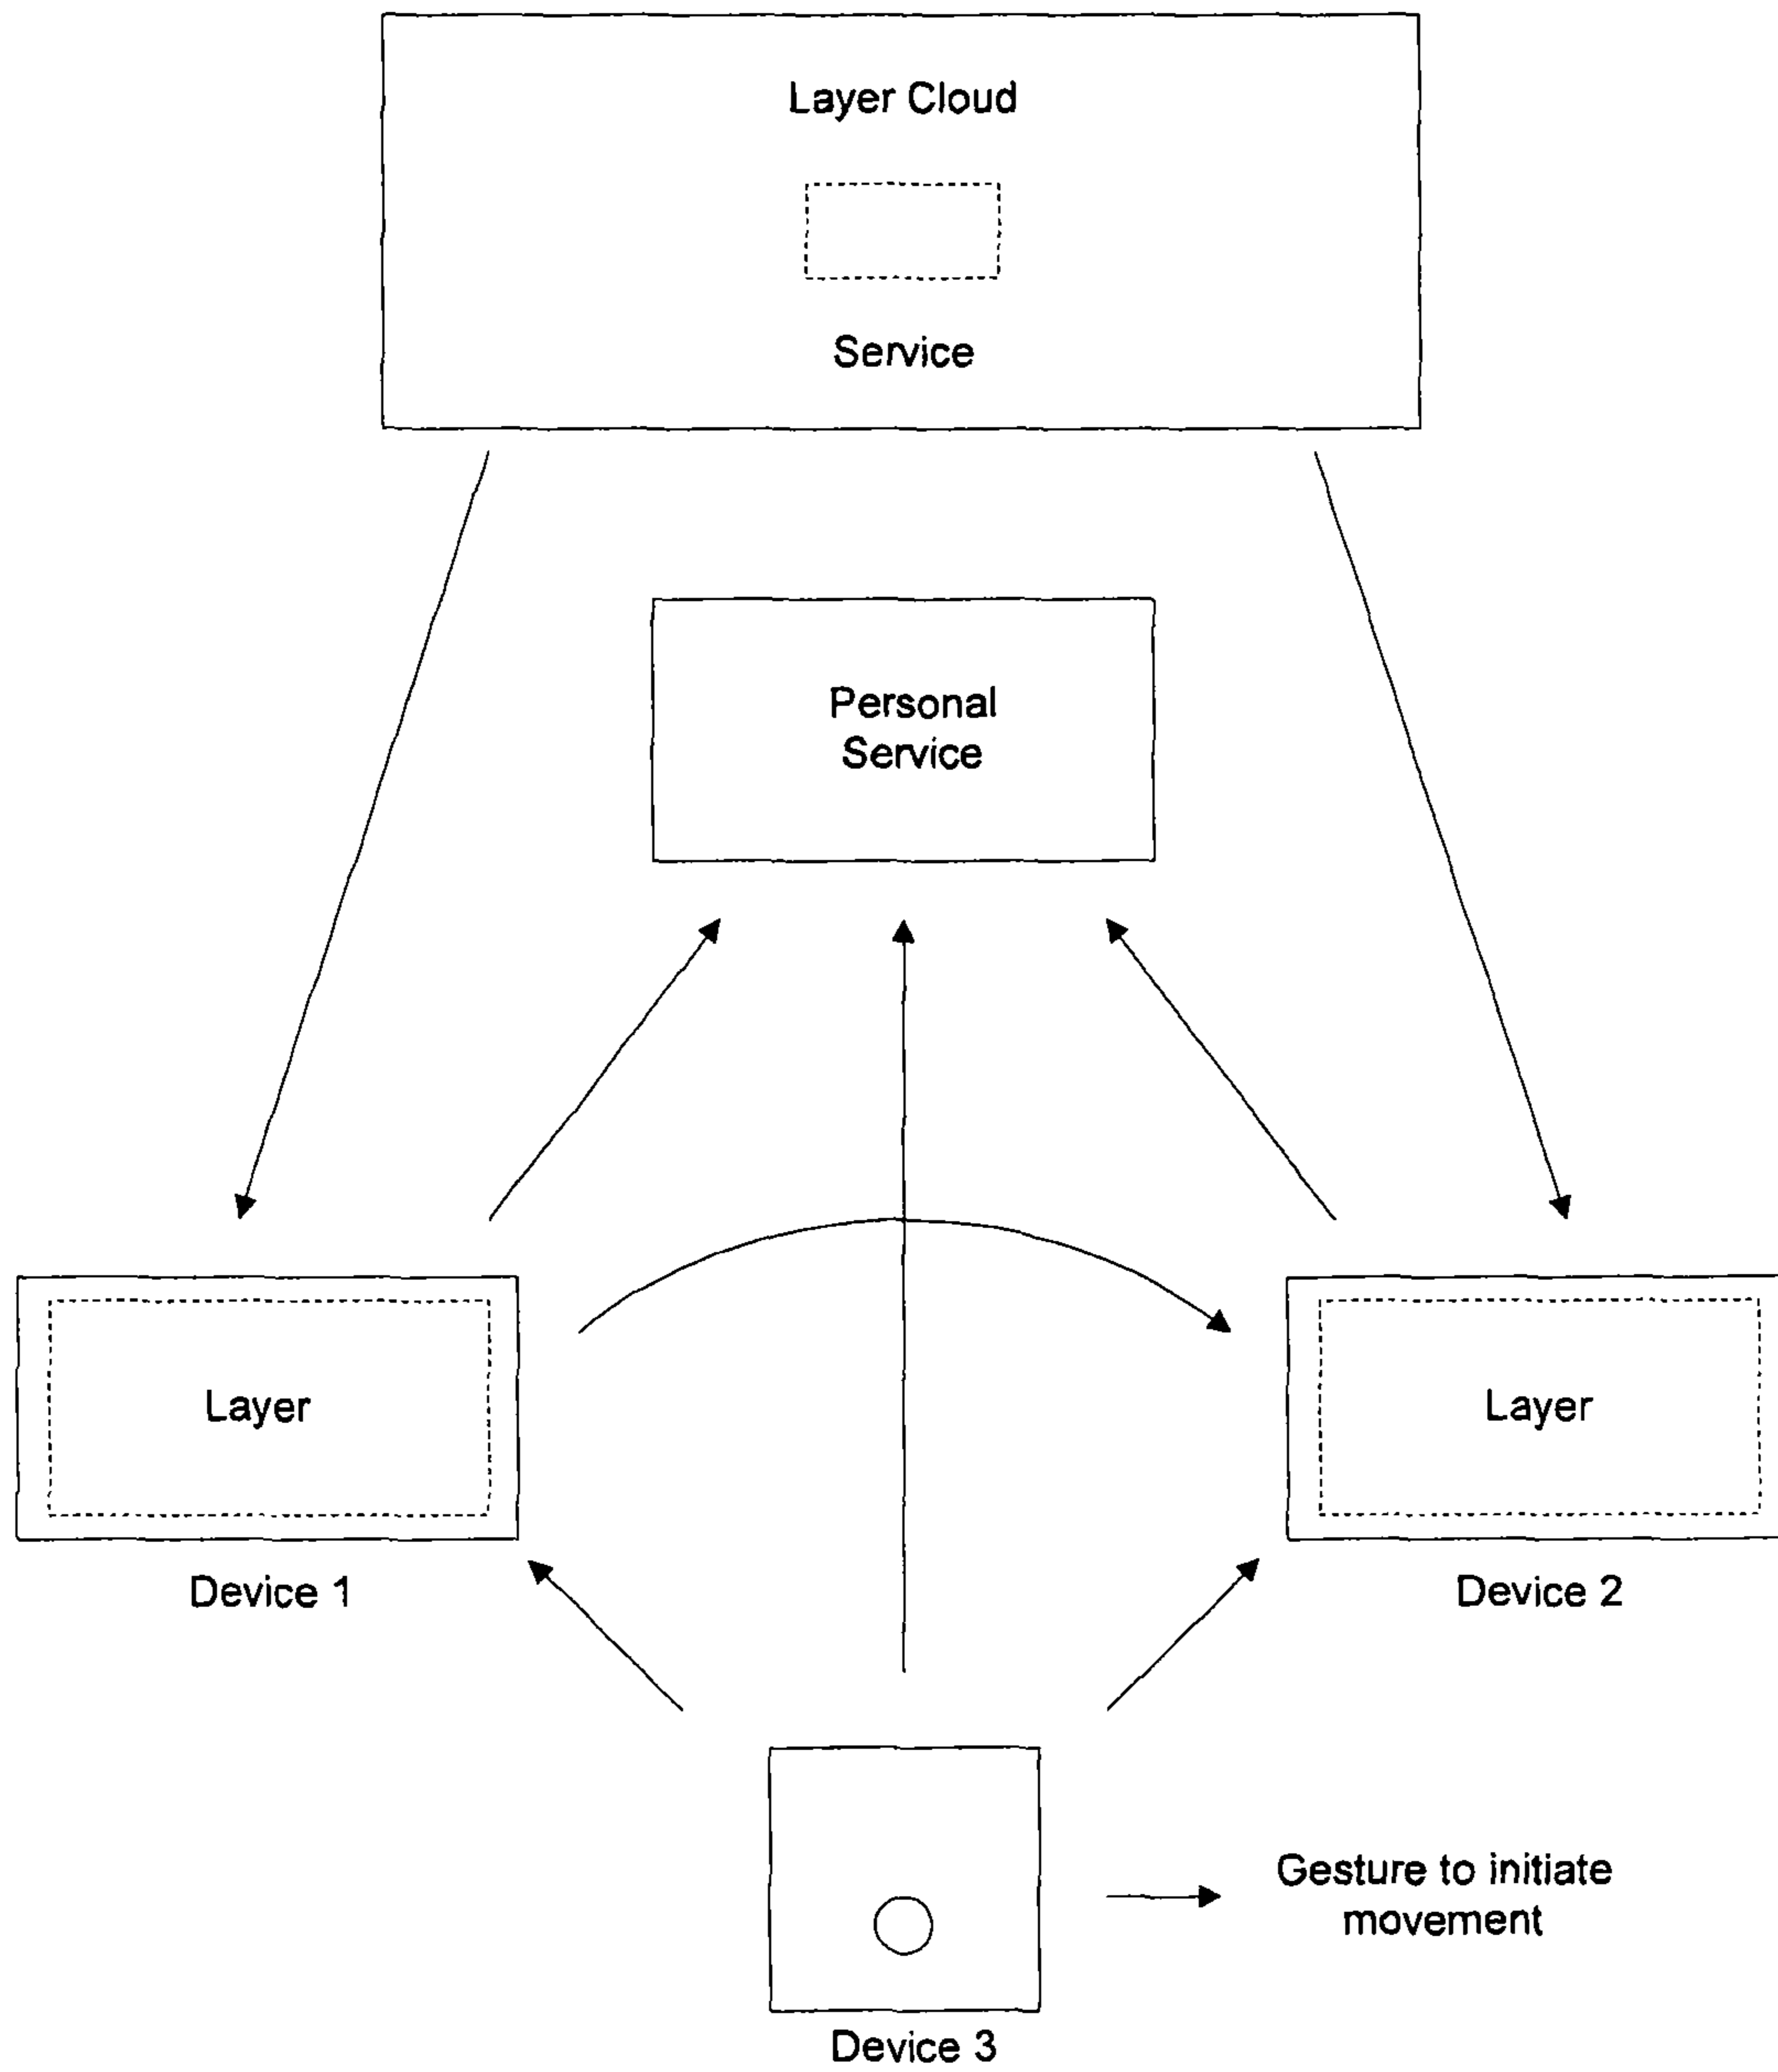 Layer Cloud
Service
Personal
Service
Layer
Layer
Device 1
Device 2
Gesture to initiate
movement
Device 3